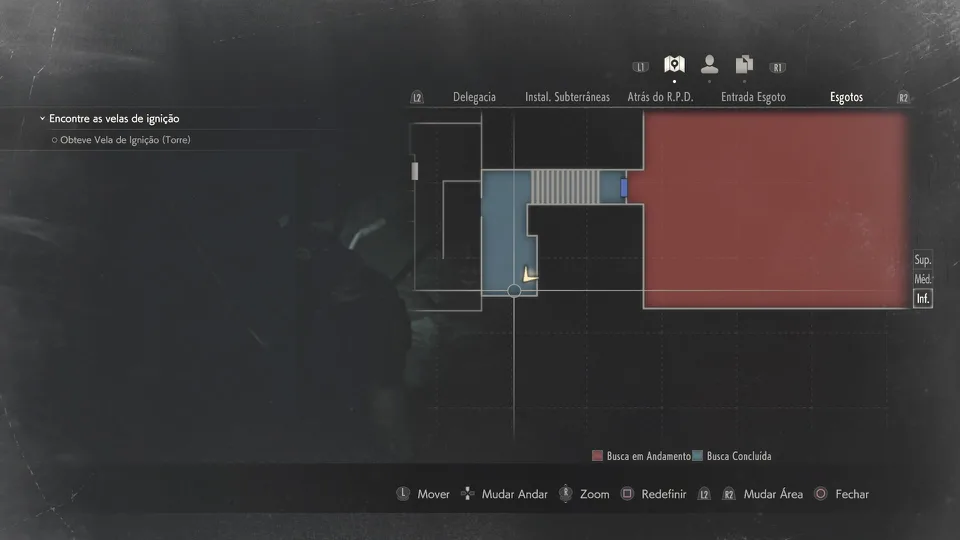 L1 R1
L2 Delegacia Instal. Subterrâneas Atrás do R.P.D. Entrada Esgoto Esgotos R2
Encontre as velas de ignição
Obteve Vela de Ignição (Torre)
Sup.
Méd.
Inf.
Busca em Andamento Busca Concluída
L Mover Mudar Andar R Zoom Redefinir L2 R2 Mudar Área Fechar